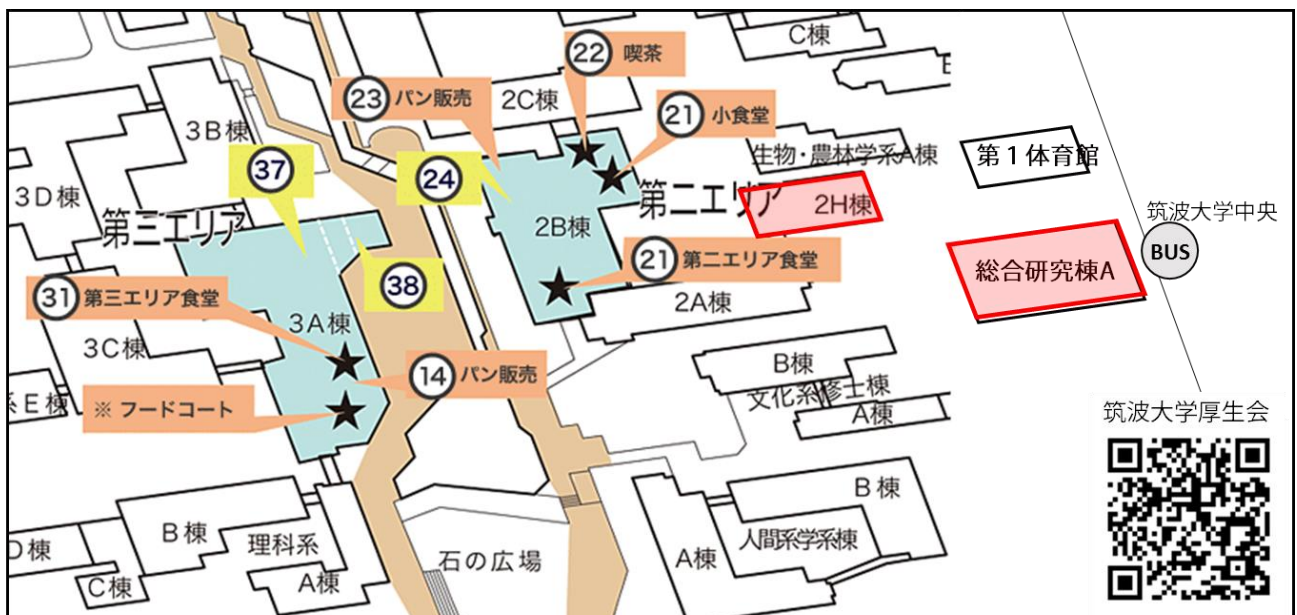 C棟
22 喫茶
23 パン販売
2C棟
21 小食堂
3B棟
生物・農林学系A棟
第1体育館
37
24
3D棟
第二エリア
2H棟
筑波大学中央
第三エリア
2B棟
BUS
総合研究棟A
21 第二エリア食堂
38
31 第三エリア食堂
2A棟
3A棟
3C棟
B棟
14 パン販売
文化系修士棟
系E棟
※ フードコート
A棟
筑波大学厚生会
B棟
B棟
人間系学系棟
理科系
D棟
石の広場
A棟
A棟
C棟